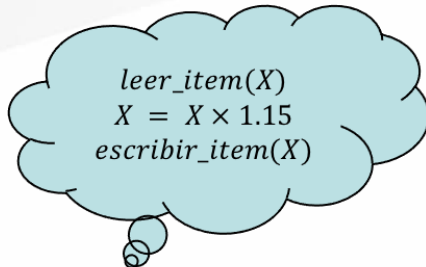 leer_item(X)
X = X × 1.15
escribir_item(X)